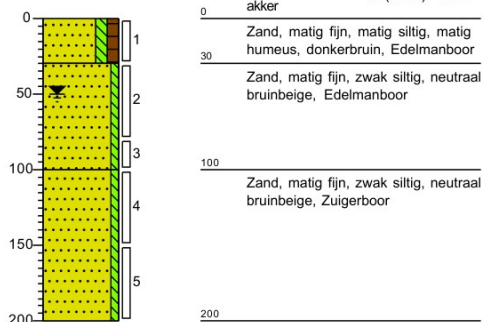 akker
0
0
Zand, matig fijn, matig siltig, matig
humeus, donkerbruin, Edelmanboor
1
30
Zand, matig fijn, zwak siltig, neutraal
bruinbeige, Edelmanboor
50
2
3
100
100
Zand, matig fijn, zwak siltig, neutraal
bruinbeige, Zuigerboor
4
150
5
200
200